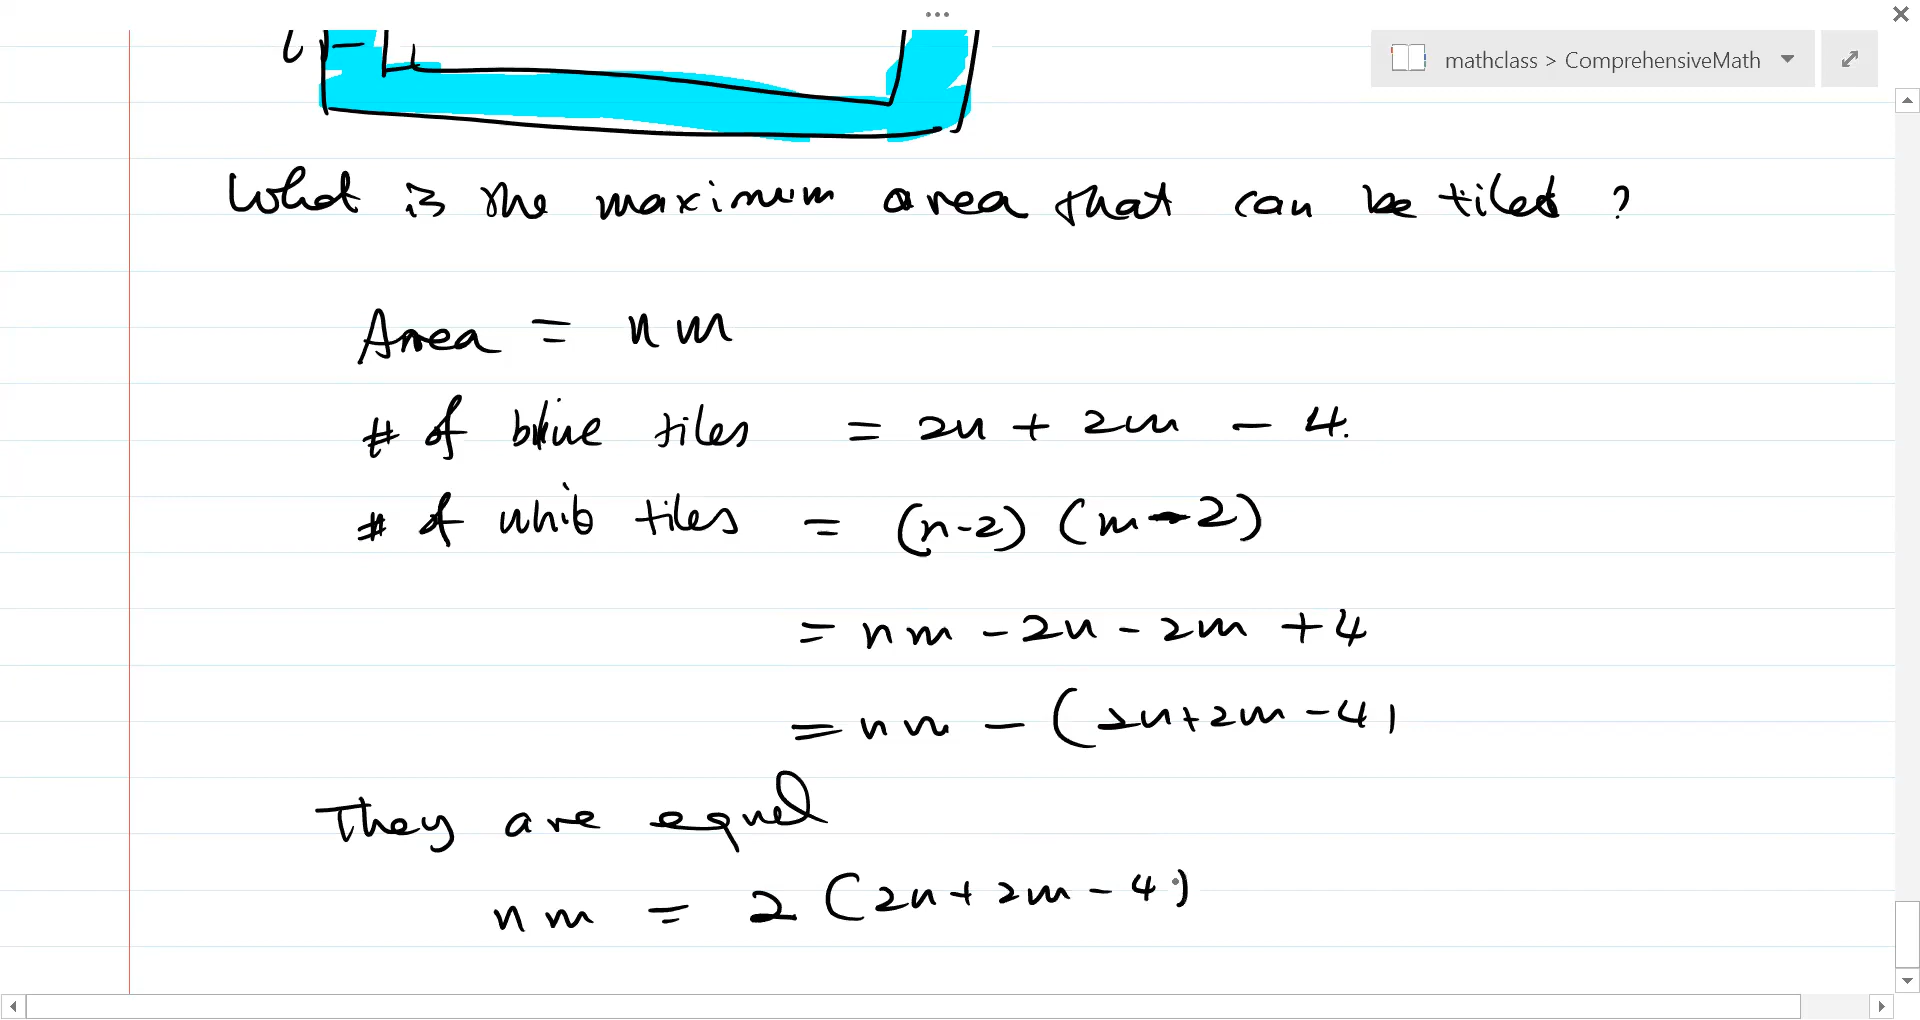 mathclass > ComprehensiveMath
What is the maximum area that can be tiled ?
Area = nm
# of blue tiles = 2n + 2m - 4.
# of white tiles = (n-2) (m-2)
= nm - 2n - 2m + 4
= nm - (2n+2m-4)
They are equal
nm = 2 (2n+2m-4)